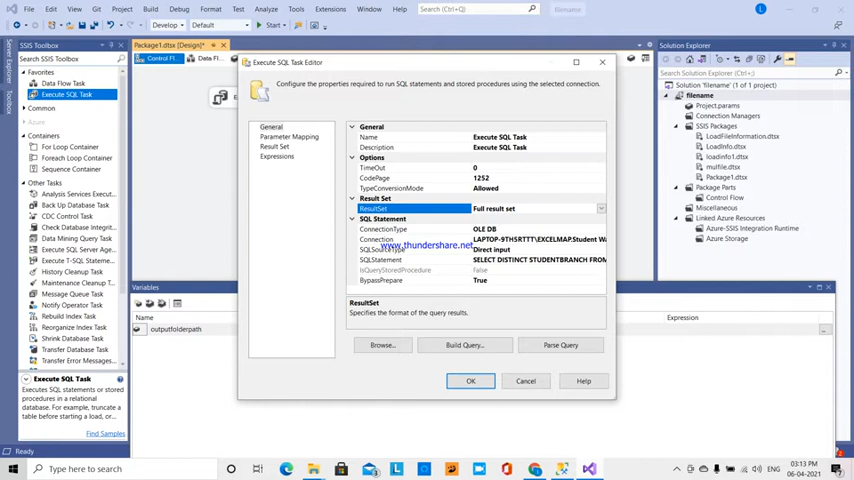 File Edit View Git Project Build Debug Format Test Analyze Tools Extensions Window Help Search (Ctrl+Q) filename L
Develop Default Start
SSIS Toolbox
Search SSIS Toolbox
Favorites
Data Flow Task
Execute SQL Task
Common
Azure
Containers
For Loop Container
Foreach Loop Container
Sequence Container
Other Tasks
Analysis Services Execut...
Back Up Database Task
CDC Control Task
Check Database Integrit...
Data Mining Query Task
Execute SQL Server Age...
Execute T-SQL Stateme...
History Cleanup Task
Maintenance Cleanup T...
Message Queue Task
Notify Operator Task
Rebuild Index Task
Reorganize Index Task
Shrink Database Task
Transfer Database Task
Transfer Error Messages...
Execute SQL Task
Executes SQL statements or stored
procedures in a relational
database. For example, truncate a
table before starting a load, or
Find Samples
Server Explorer
Toolbox
Package1.dtsx [Design]*
Control Fl...
Data Fl...
Execute SQL Task Editor
Configure the properties required to run SQL statements and stored procedures using the selected connection.
General
Parameter Mapping
Result Set
Expressions
General
Name Execute SQL Task
Description Execute SQL Task
Options
TimeOut 0
CodePage 1252
TypeConversionMode Allowed
Result Set
ResultSet Full result set
SQL Statement
ConnectionType OLE DB
Connection LAPTOP-9TH5RTTT\EXCELMAP.Student Wa
www.thundershare.net
SQLSourceType Direct input
SQLStatement SELECT DISTINCT STUDENTBRANCH FROM
IsQueryStoredProcedure False
BypassPrepare True
ResultSet
Specifies the format of the query results.
Browse... Build Query... Parse Query
OK Cancel Help
Variables
Name Expression
outputfolderpath
Solution Explorer
Search Solution Explorer (Ctrl+;)
Solution 'filename' (1 of 1 project)
filename
Project.params
Connection Managers
SSIS Packages
LoadFileInformation.dtsx
LoadInfo.dtsx
loadinfo1.dtsx
mulfile.dtsx
Package1.dtsx
Package Parts
Control Flow
Miscellaneous
Linked Azure Resources
Azure-SSIS Integration Runtime
Azure Storage
Ready
Type here to search
ENG
03:13 PM
06-04-2021